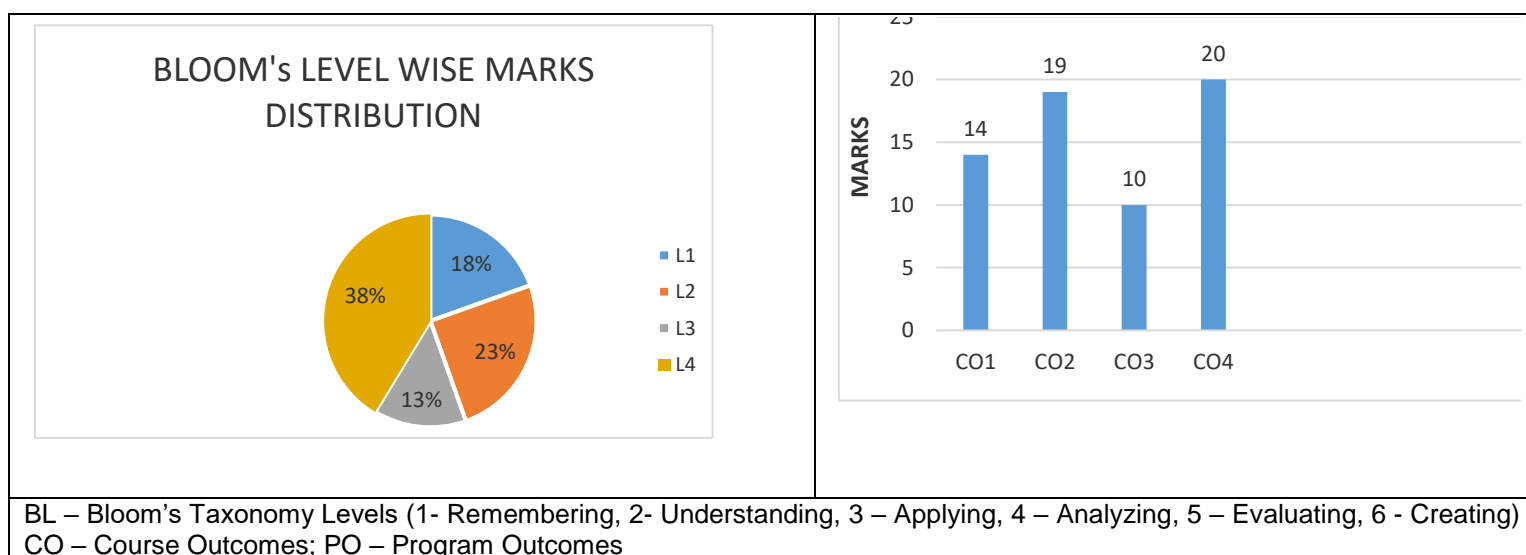 BLOOM's LEVEL WISE MARKS
DISTRIBUTION
18%
23%
13%
38%
L1
L2
L3
L4
MARKS
25
20
15
10
5
0
14
19
10
20
CO1 CO2 CO3 CO4
BL – Bloom's Taxonomy Levels (1- Remembering, 2- Understanding, 3 – Applying, 4 – Analyzing, 5 – Evaluating, 6 - Creating)
CO – Course Outcomes; PO – Program Outcomes